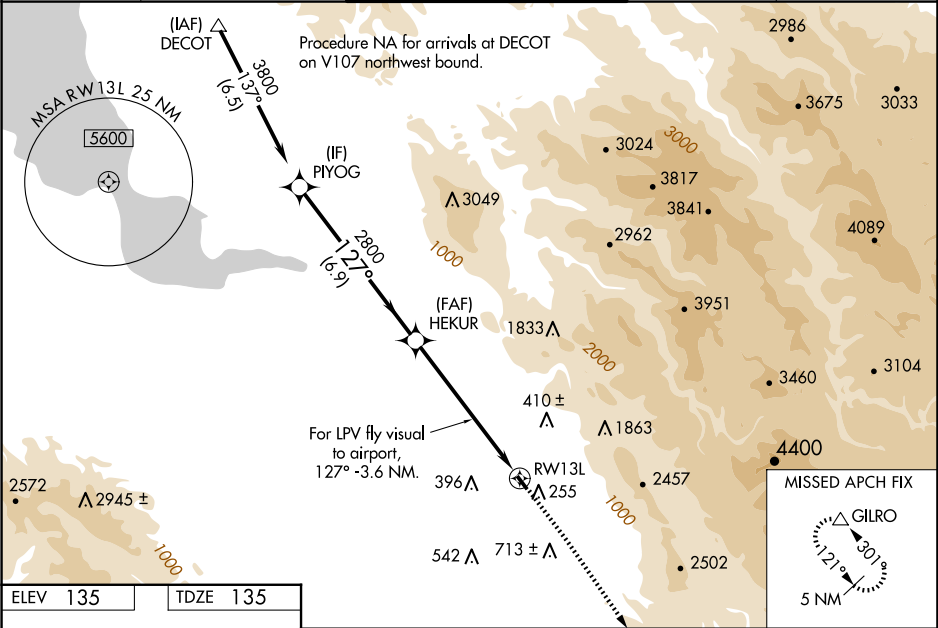 (IAF)
DECOT
Procedure NA for arrivals at DECOT
on V107 northwest bound.
3800
137°
(6.5)
MSA RW13L 25 NM
5600
(IF)
PIYOG
2800
127°
(6.9)
(FAF)
HEKUR
For LPV fly visual
to airport,
127° -3.6 NM.
RW13L
2986
3675
3033
3000
3024
3817
3841
3049
2962
4089
1000
3951
1833
2000
3460
3104
410 ±
1863
4400
396
255
2457
1000
542
713 ±
2502
2572
2945 ±
1000
MISSED APCH FIX
GILRO
301°
121°
5 NM
ELEV 135
TDZE 135